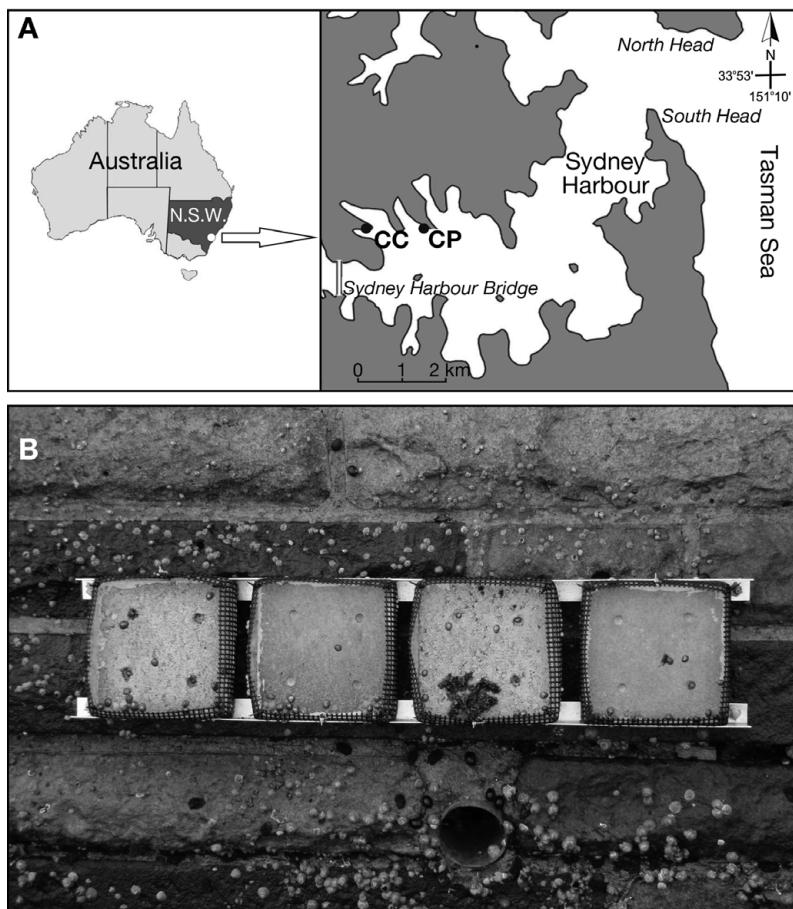 A
Australia
N.S.W.
North Head
N
33°53'
151°10'
South Head
Sydney
Harbour
Tasman Sea
CC
CP
Sydney Harbour Bridge
0 1 2 km
B